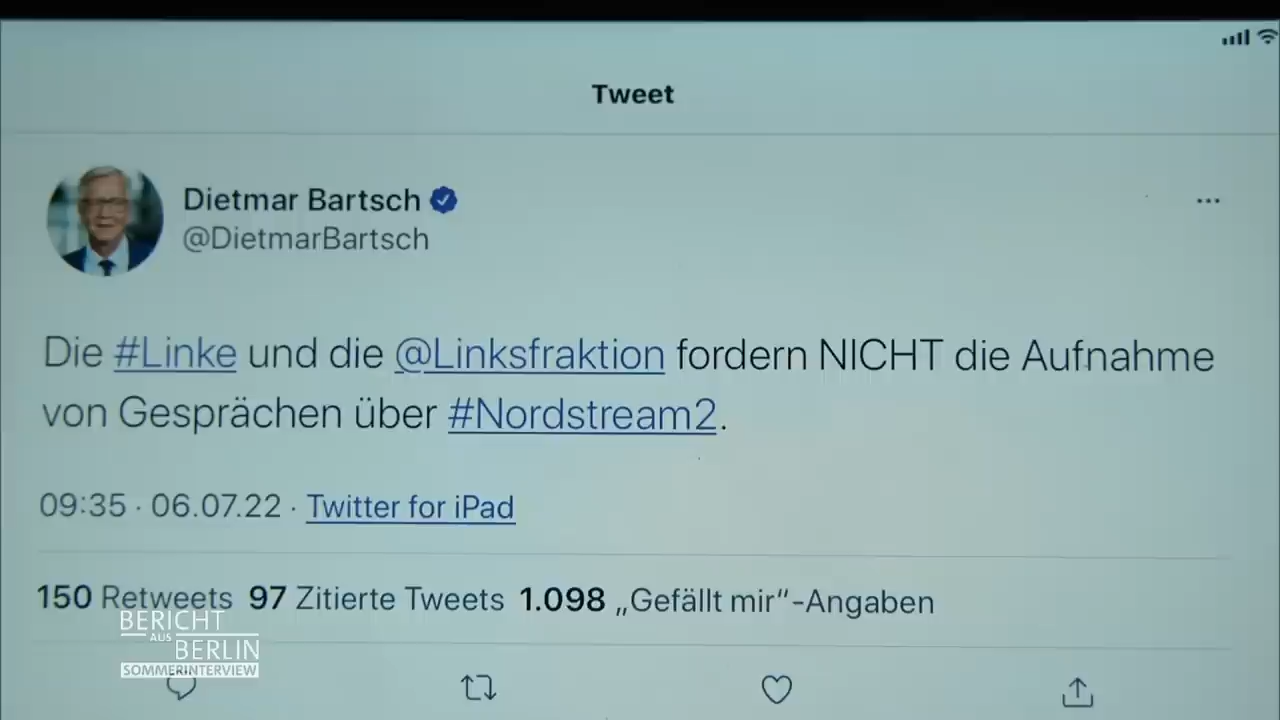 Tweet
Dietmar Bartsch
@DietmarBartsch
Die #Linke und die @Linksfraktion fordern NICHT die Aufnahme
von Gesprächen über #Nordstream2.
09:35 · 06.07.22 · Twitter for iPad
150 Retweets 97 Zitierte Tweets 1.098 „Gefällt mir“-Angaben
BERICHT
AUS
BERLIN
SOMMERINTERVIEW